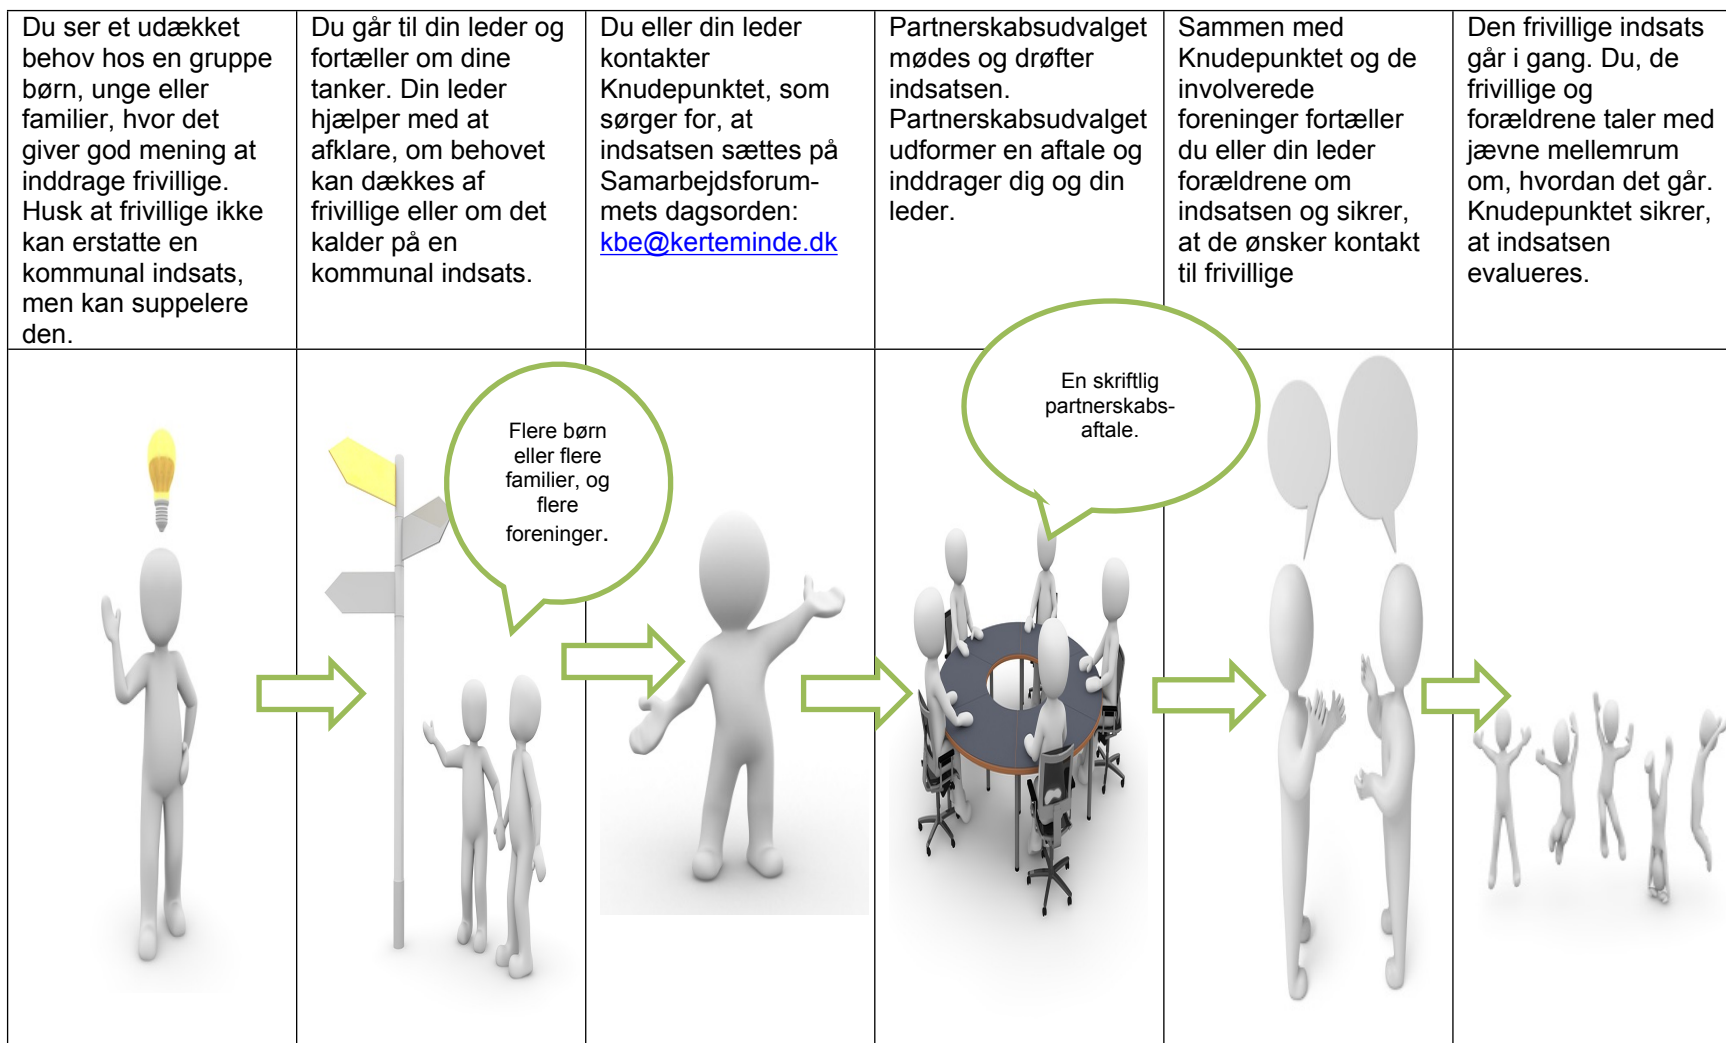 Du ser et udækket
behov hos en gruppe
børn, unge eller
familier, hvor det
giver god mening at
inddrage frivillige.
Husk at frivillige ikke
kan erstatte en
kommunal indsats,
men kan suppelere
den.
Du går til din leder og
fortæller om dine
tanker. Din leder
hjælper med at
afklare, om behovet
kan dækkes af
frivillige eller om det
kalder på en
kommunal indsats.
Du eller din leder
kontakter
Knudepunktet, som
sørger for, at
indsatsen sættes på
Samarbejdsforum-
mets dagsorden:
kbe@kerteminde.dk
Partnerskabsudvalget
mødes og drøfter
indsatsen.
Partnerskabsudvalget
udformer en aftale og
inddrager dig og din
leder.
Sammen med
Knudepunktet og de
involverede
foreninger fortæller
du eller din leder
forældrene om
indsatsen og sikrer,
at de ønsker kontakt
til frivillige
Den frivillige indsats
går i gang. Du, de
frivillige og
forældrene taler med
jævne mellemrum
om, hvordan det går.
Knudepunktet sikrer,
at indsatsen
evalueres.
Flere børn
eller flere
familier, og
flere
foreninger.
En skriftlig
partnerskabs-
aftale.